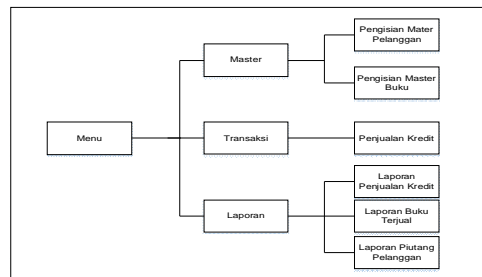 Pengisian Mater
Pelanggan
Master
Pengisian Master
Buku
Menu
Transaksi
Penjualan Kredit
Laporan
Penjualan Kredit
Laporan
Laporan Buku
Terjual
Laporan Piutang
Pelanggan